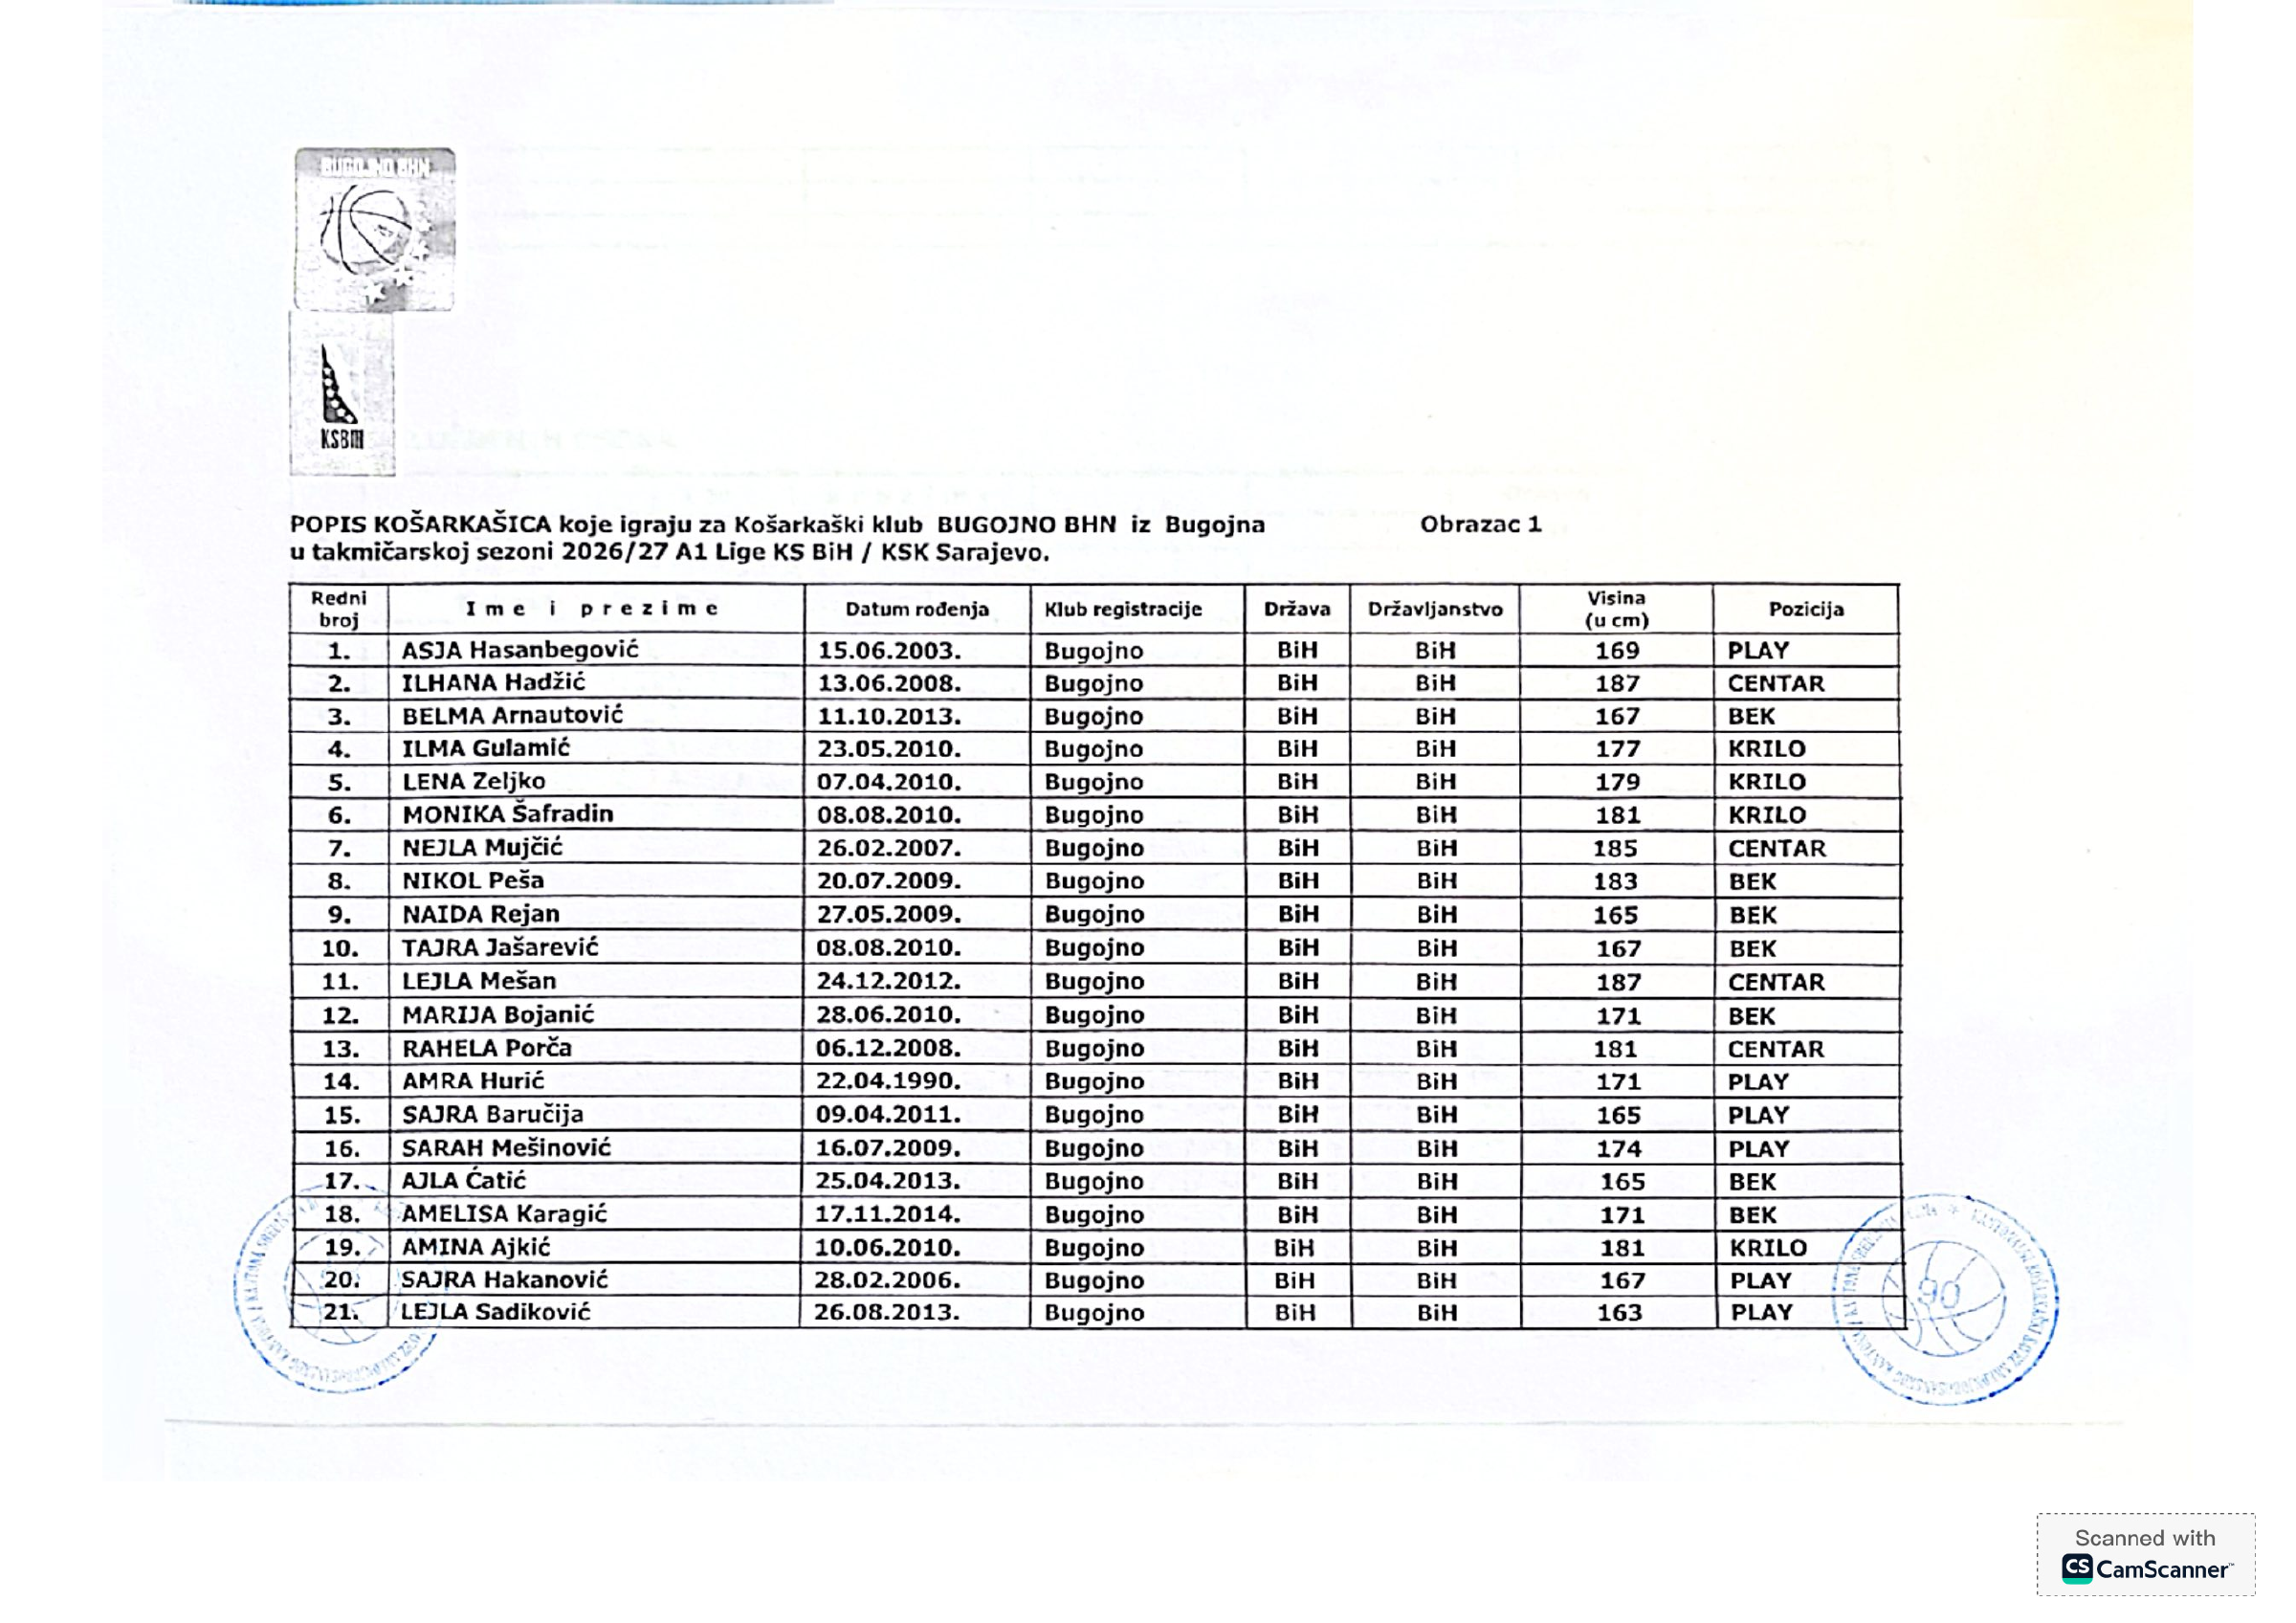 BUGOJNO BHN
KSBiH
POPIS KOŠARKAŠICA koje igraju za Košarkaški klub BUGOJNO BHN iz Bugojna Obrazac 1
u takmičarskoj sezoni 2026/27 A1 Lige KS BiH / KSK Sarajevo.
Redni broj Ime i prezime Datum rođenja Klub registracije Država Državljanstvo Visina (u cm) Pozicija
1. ASJA Hasanbegović 15.06.2003. Bugojno BiH BiH 169 PLAY
2. ILHANA Hadžić 13.06.2008. Bugojno BiH BiH 187 CENTAR
3. BELMA Arnautović 11.10.2013. Bugojno BiH BiH 167 BEK
4. ILMA Gulamić 23.05.2010. Bugojno BiH BiH 177 KRILO
5. LENA Zeljko 07.04.2010. Bugojno BiH BiH 179 KRILO
6. MONIKA Šafradin 08.08.2010. Bugojno BiH BiH 181 KRILO
7. NEJLA Mujčić 26.02.2007. Bugojno BiH BiH 185 CENTAR
8. NIKOL Peša 20.07.2009. Bugojno BiH BiH 183 BEK
9. NAIDA Rejan 27.05.2009. Bugojno BiH BiH 165 BEK
10. TAJRA Jašarević 08.08.2010. Bugojno BiH BiH 167 BEK
11. LEJLA Mešan 24.12.2012. Bugojno BiH BiH 187 CENTAR
12. MARIJA Bojanić 28.06.2010. Bugojno BiH BiH 171 BEK
13. RAHELA Porča 06.12.2008. Bugojno BiH BiH 181 CENTAR
14. AMRA Hurić 22.04.1990. Bugojno BiH BiH 171 PLAY
15. SAJRA Baručija 09.04.2011. Bugojno BiH BiH 165 PLAY
16. SARAH Mešinović 16.07.2009. Bugojno BiH BiH 174 PLAY
17. AJLA Ćatić 25.04.2013. Bugojno BiH BiH 165 BEK
18. AMELISA Karagić 17.11.2014. Bugojno BiH BiH 171 BEK
19. AMINA Ajkić 10.06.2010. Bugojno BiH BiH 181 KRILO
20. SAJRA Hakanović 28.02.2006. Bugojno BiH BiH 167 PLAY
21. LEJLA Sadiković 26.08.2013. Bugojno BiH BiH 163 PLAY
90
Scanned with
CS CamScanner